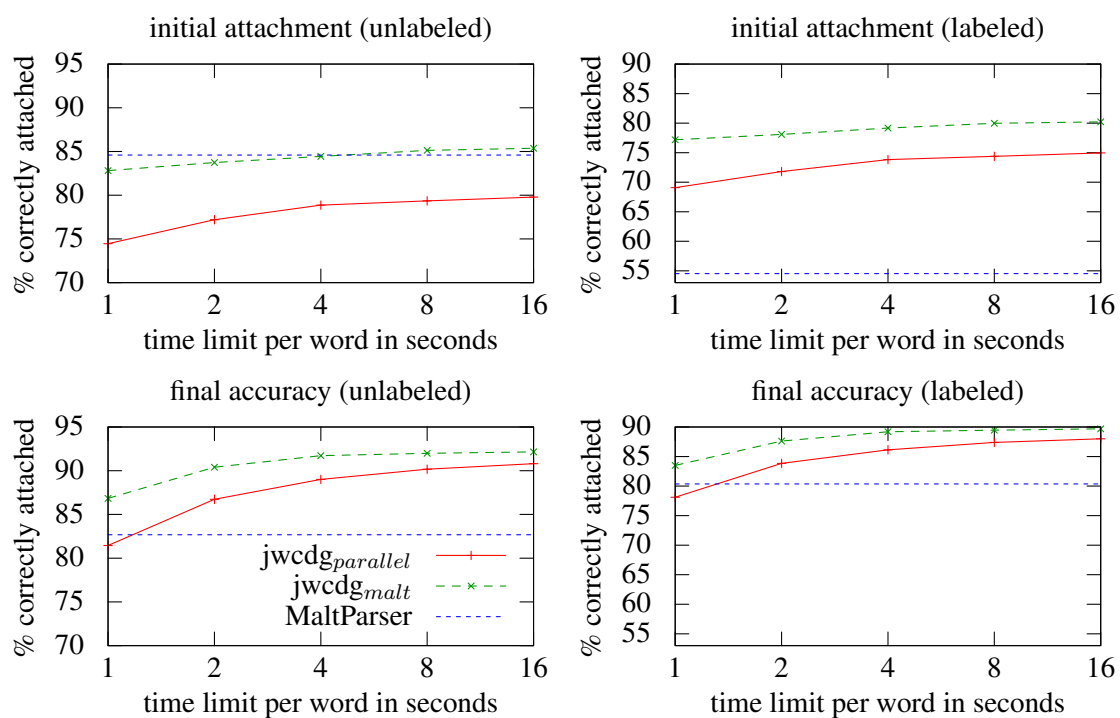 initial attachment (unlabeled)
% correctly attached
95
90
85
80
75
70
1 2 4 8 16
time limit per word in seconds
initial attachment (labeled)
% correctly attached
90
85
80
75
70
65
60
55
1 2 4 8 16
time limit per word in seconds
final accuracy (unlabeled)
% correctly attached
95
90
85
80
75
70
jwcdg_parallel
jwcdg_malt
MaltParser
1 2 4 8 16
time limit per word in seconds
final accuracy (labeled)
% correctly attached
90
85
80
75
70
65
60
55
1 2 4 8 16
time limit per word in seconds